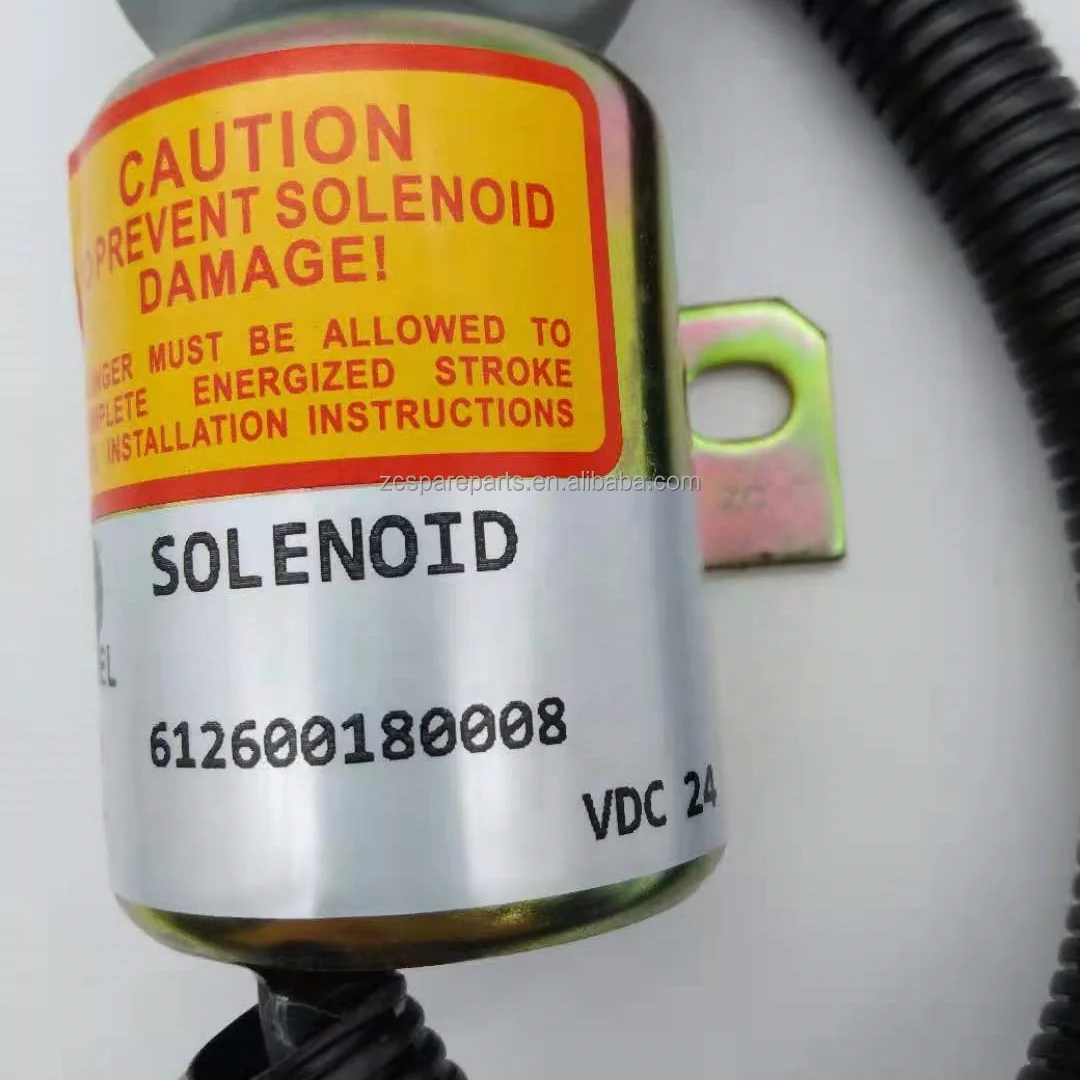 CAUTION
PREVENT SOLENOID
DAMAGE!
MUST BE ALLOWED TO
ENERGIZED STROKE
INSTALLATION INSTRUCTIONS
zcspareparts.en.alibaba.com
ZC
SOLENOID
612600180008
VDC 24